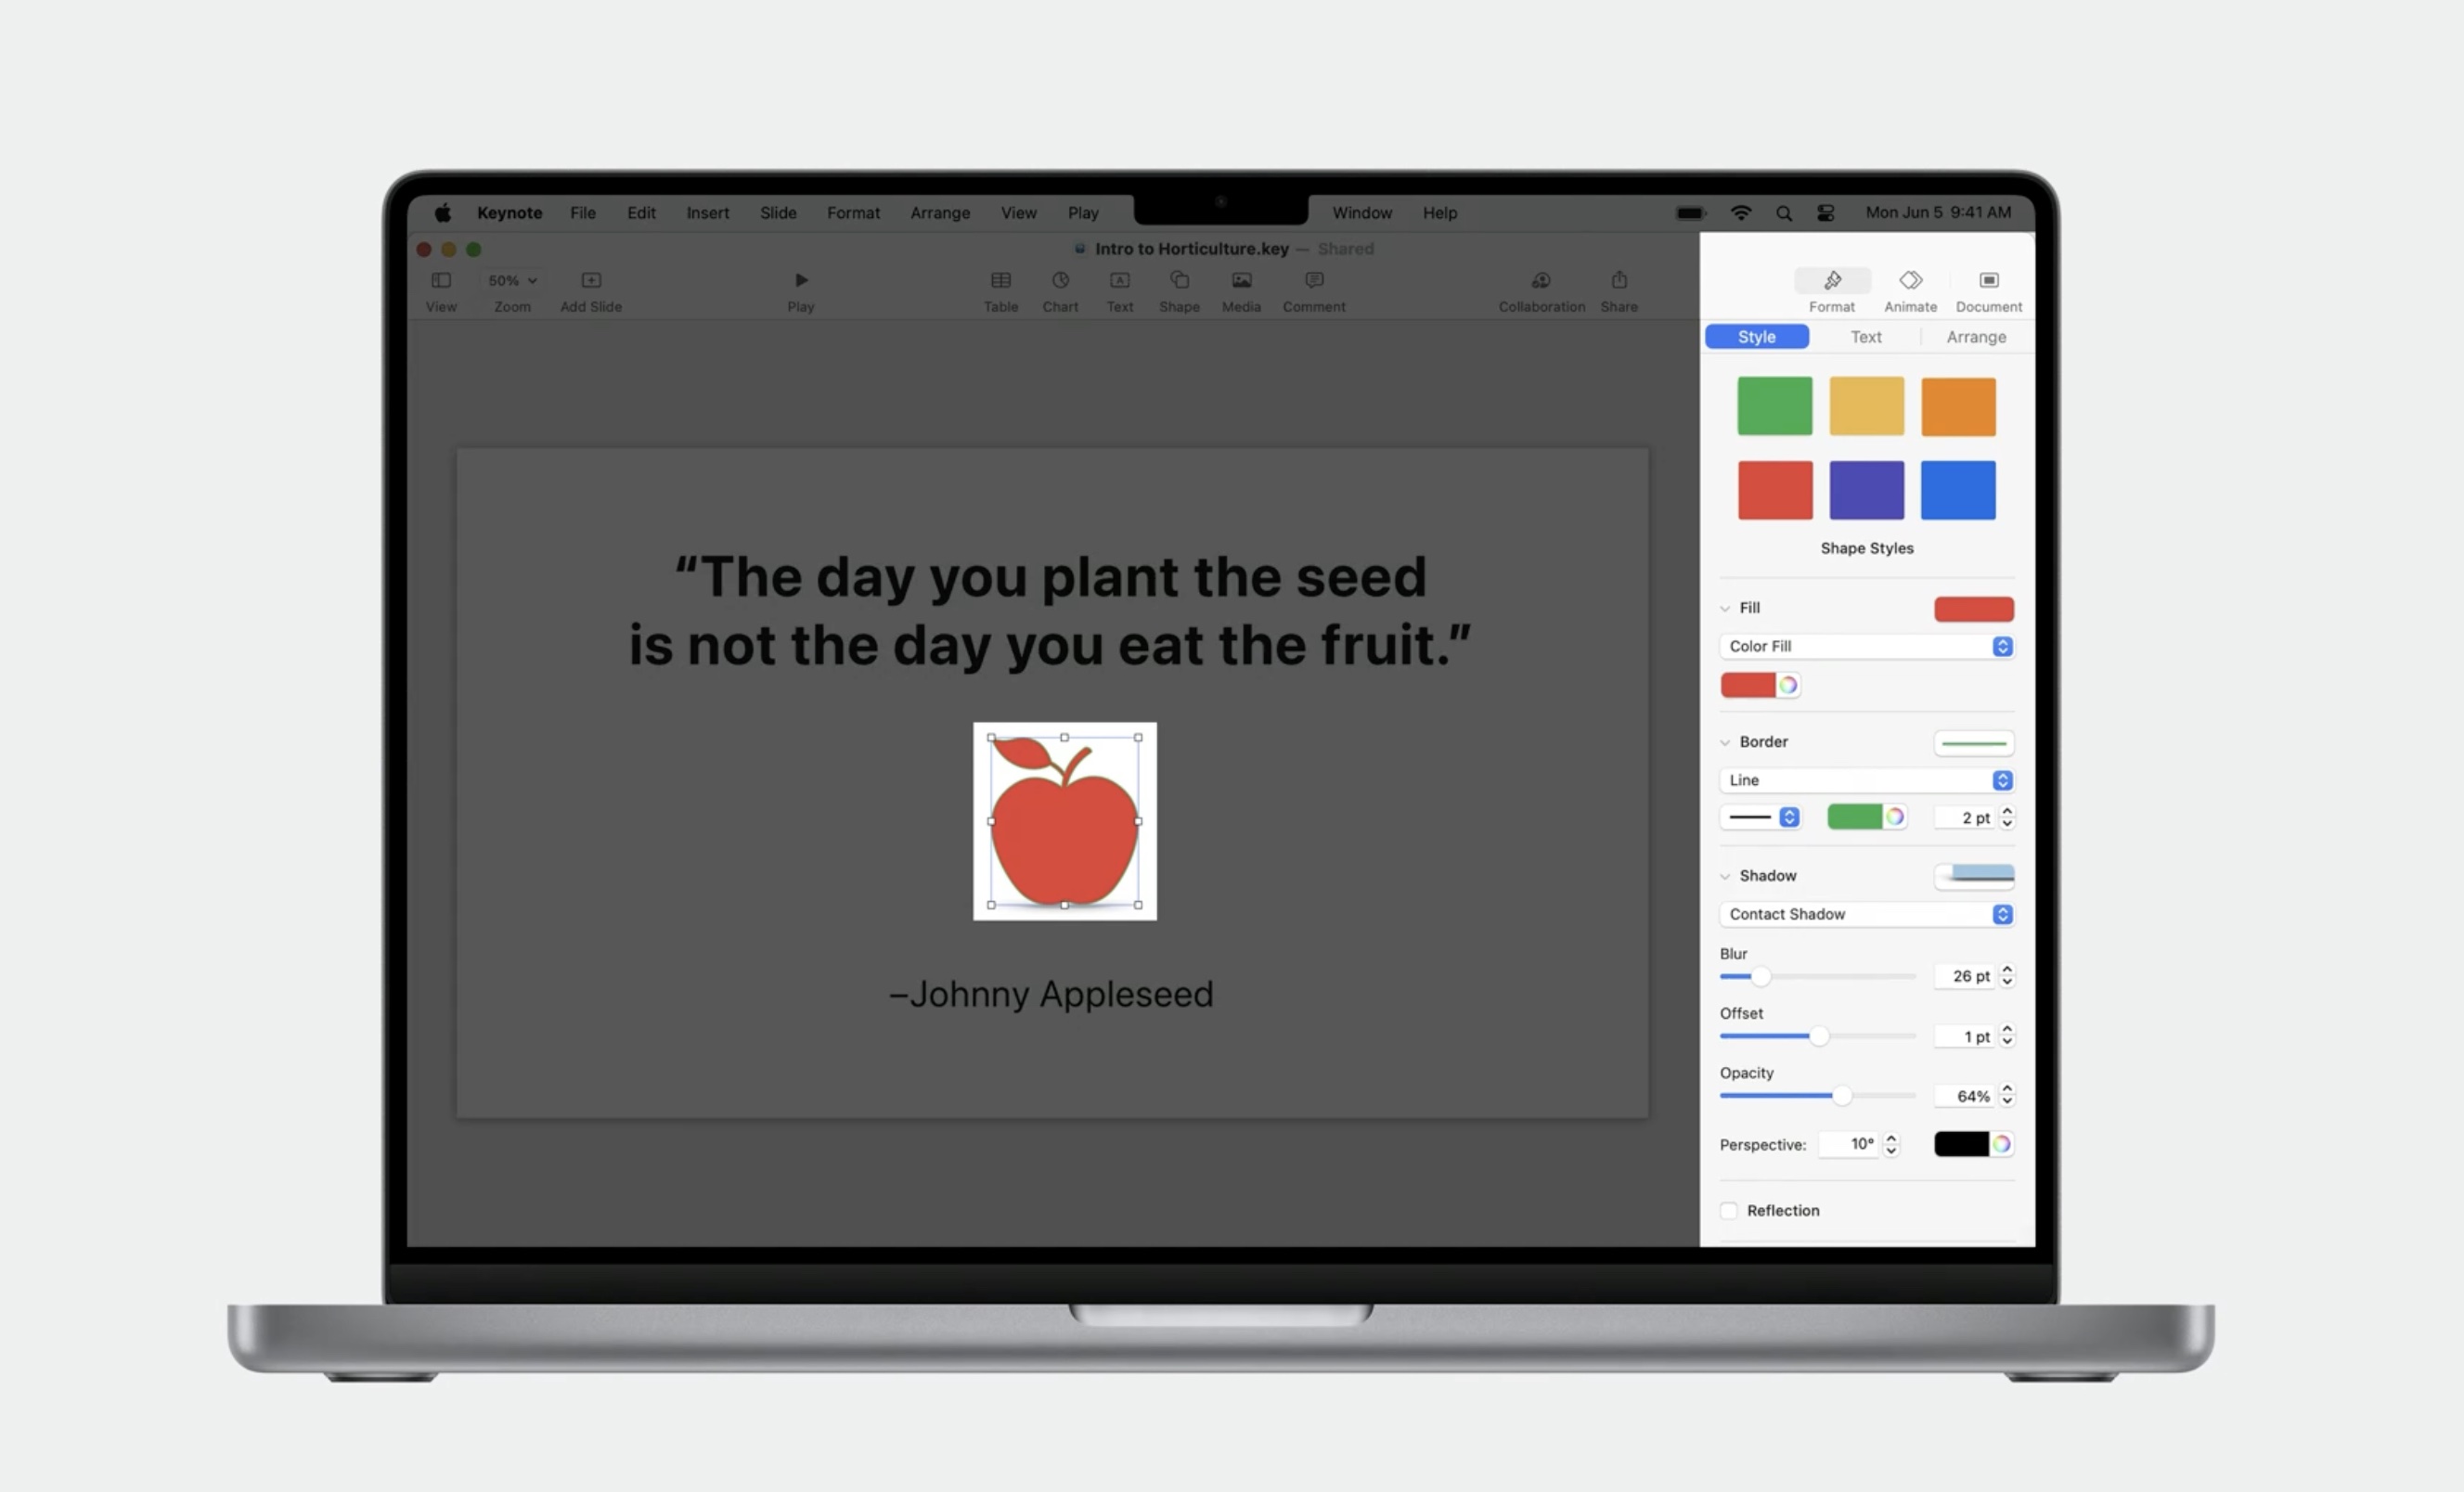 Keynote File Edit Insert Slide Format Arrange View Play Window Help Mon Jun 5 9:41 AM
Intro to Horticulture.key — Shared
50%
View Zoom Add Slide Play Table Chart Text Shape Media Comment Collaboration Share Format Animate Document
Style Text Arrange
“The day you plant the seed
is not the day you eat the fruit.”
–Johnny Appleseed
Shape Styles
Fill
Color Fill
Border
Line
2 pt
Shadow
Contact Shadow
Blur
26 pt
Offset
1 pt
Opacity
64%
Perspective: 10°
Reflection